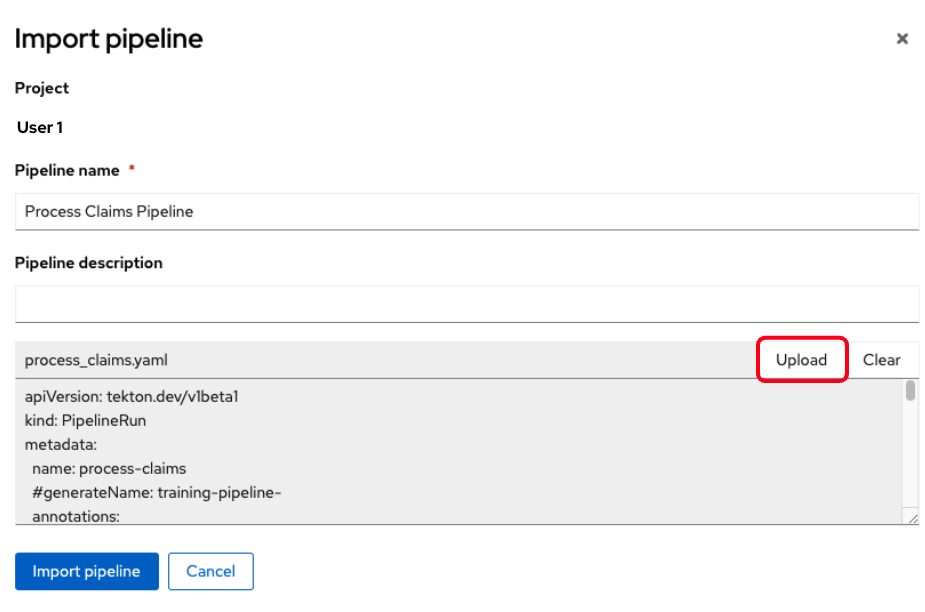 Import pipeline
Project
User 1
Pipeline name *
Process Claims Pipeline
Pipeline description
process_claims.yaml Upload Clear
apiVersion: tekton.dev/v1beta1
kind: PipelineRun
metadata:
name: process-claims
#generateName: training-pipeline-
annotations:
Import pipeline Cancel